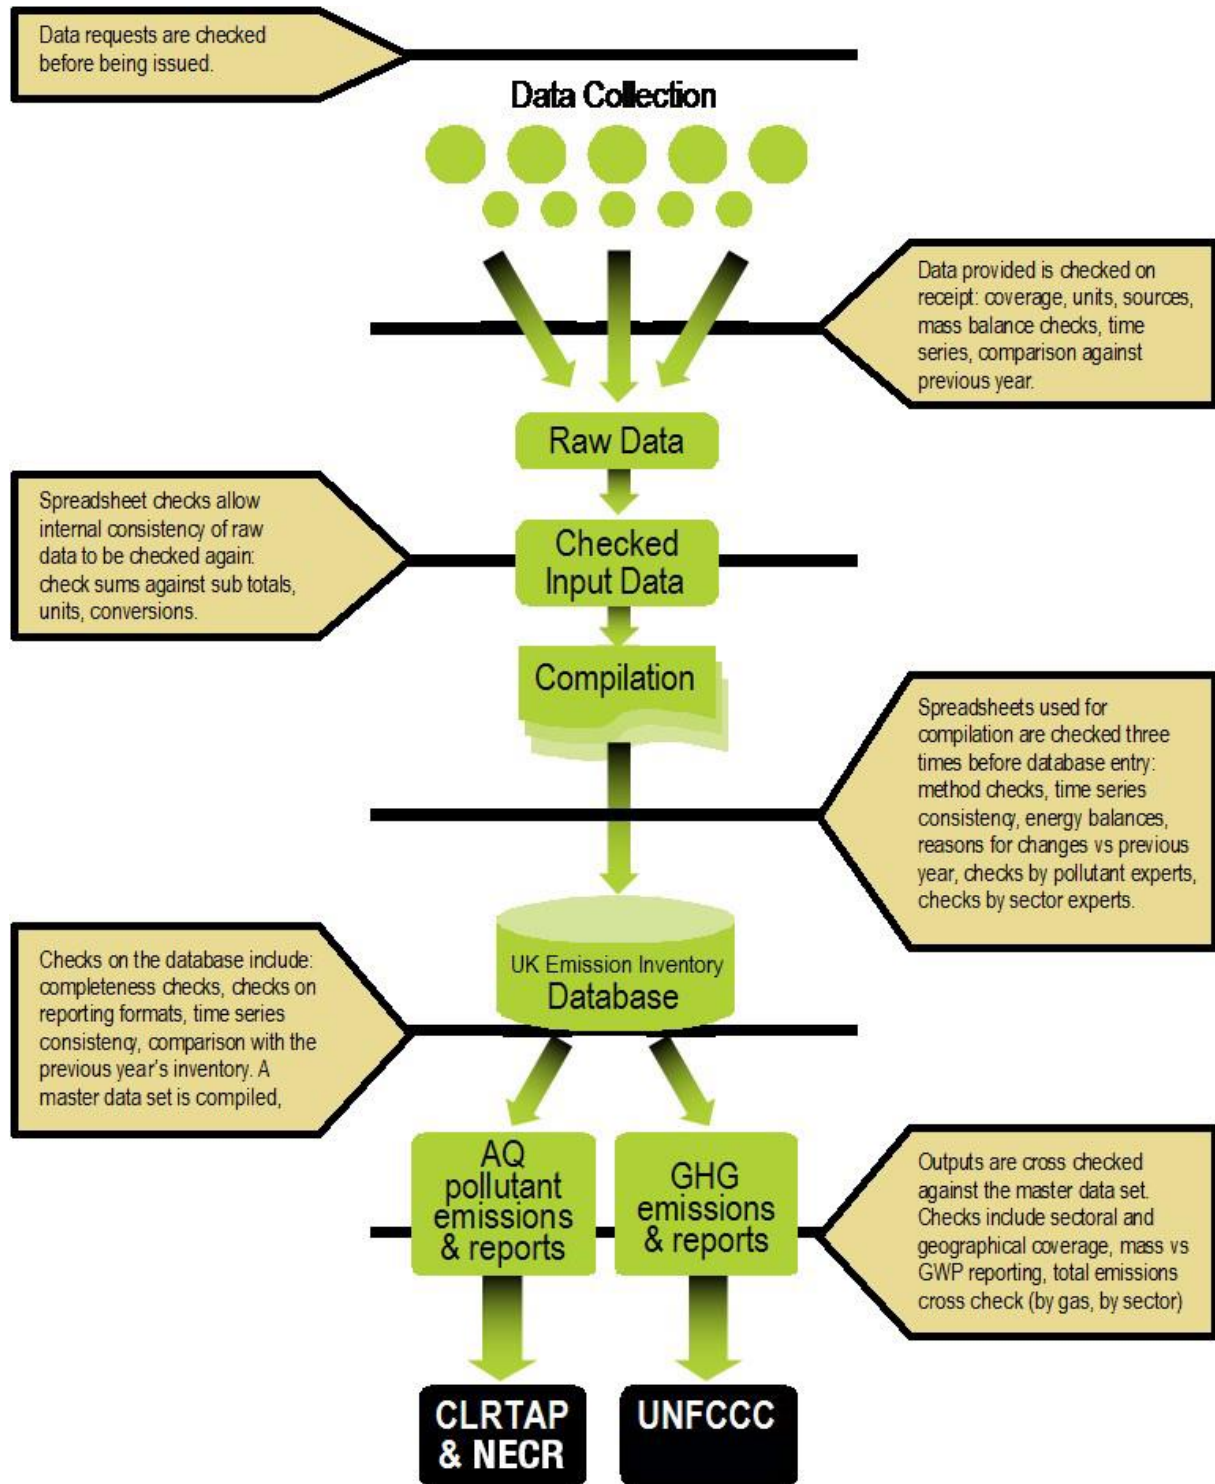 Data requests are checked
before being issued.
Data Collection
Data provided is checked on
receipt: coverage, units, sources,
mass balance checks, time
series, comparison against
previous year.
Raw Data
Spreadsheet checks allow
internal consistency of raw
data to be checked again:
check sums against sub totals,
units, conversions.
Checked
Input Data
Compilation
Spreadsheets used for
compilation are checked three
times before database entry:
method checks, time series
consistency, energy balances,
reasons for changes vs previous
year, checks by pollutant experts,
checks by sector experts.
UK Emission Inventory
Database
Checks on the database include:
completeness checks, checks on
reporting formats, time series
consistency, comparison with the
previous year's inventory. A
master data set is compiled,
AQ
pollutant
emissions
& reports
GHG
emissions
& reports
Outputs are cross checked
against the master data set.
Checks include sectoral and
geographical coverage, mass vs
GWP reporting, total emissions
cross check (by gas, by sector)
CLRTAP
& NECR
UNFCCC